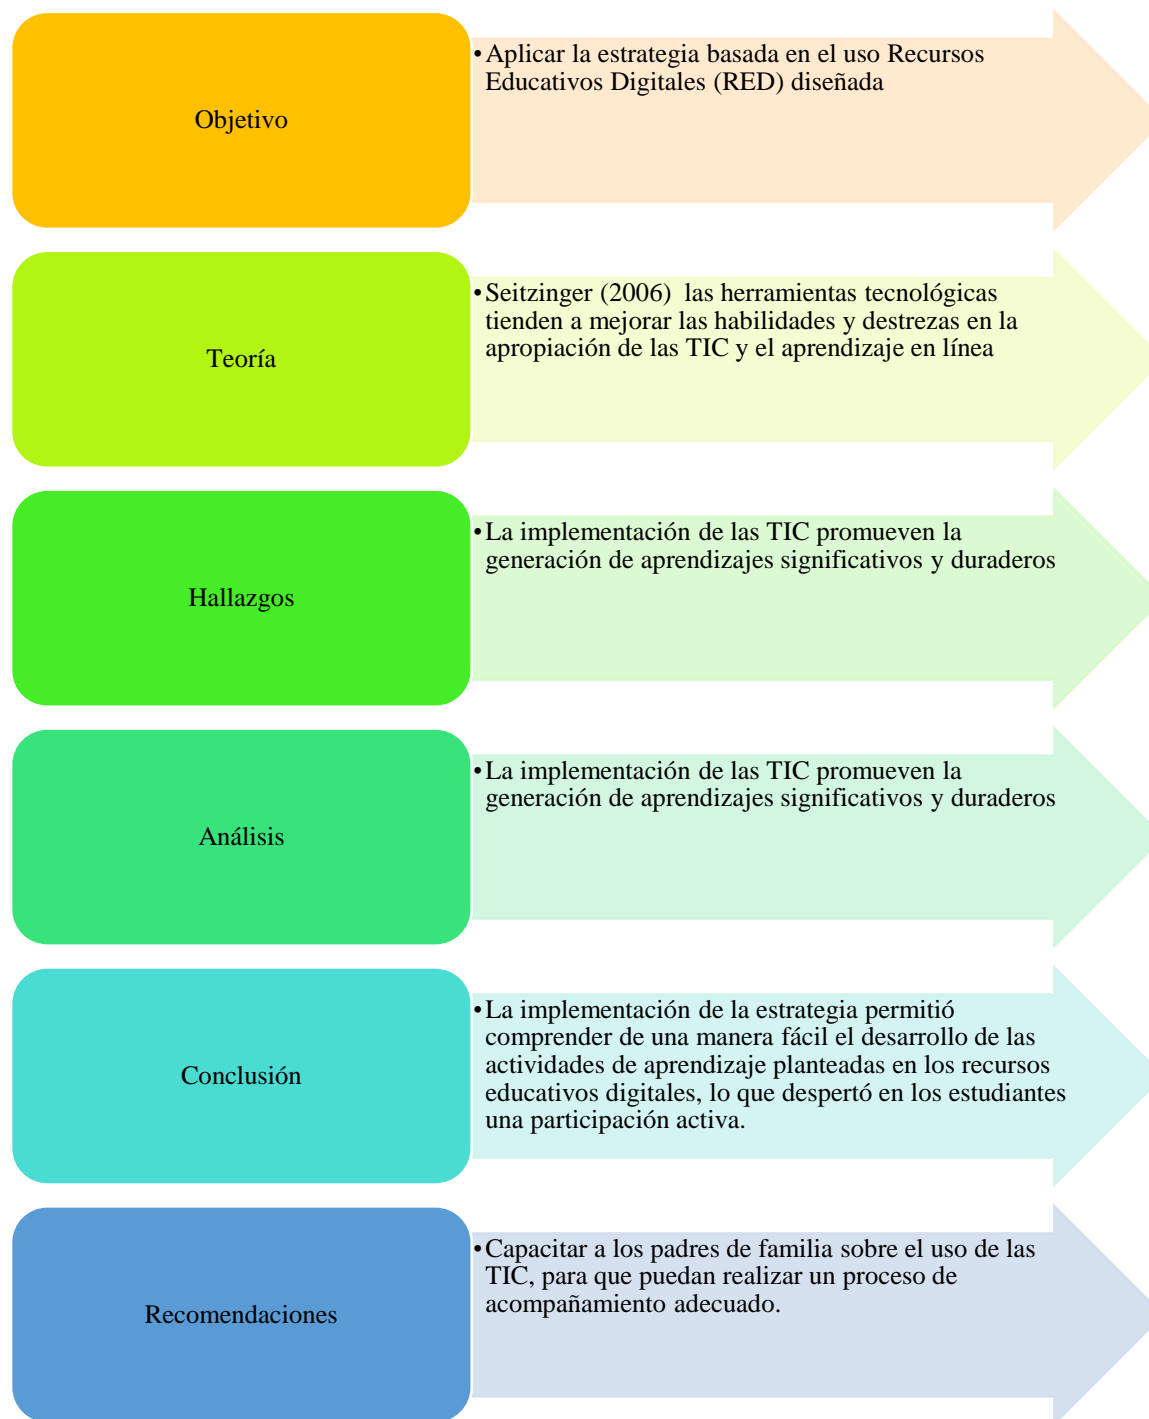 Objetivo
•Aplicar la estrategia basada en el uso Recursos
Educativos Digitales (RED) diseñada
Teoría
•Seitzinger (2006)  las herramientas tecnológicas
tienden a mejorar las habilidades y destrezas en la
apropiación de las TIC y el aprendizaje en línea
Hallazgos
•La implementación de las TIC promueven la
generación de aprendizajes significativos y duraderos
Análisis
•La implementación de las TIC promueven la
generación de aprendizajes significativos y duraderos
Conclusión
•La implementación de la estrategia permitió
comprender de una manera fácil el desarrollo de las
actividades de aprendizaje planteadas en los recursos
educativos digitales, lo que despertó en los estudiantes
una participación activa.
Recomendaciones
•Capacitar a los padres de familia sobre el uso de las
TIC, para que puedan realizar un proceso de
acompañamiento adecuado.